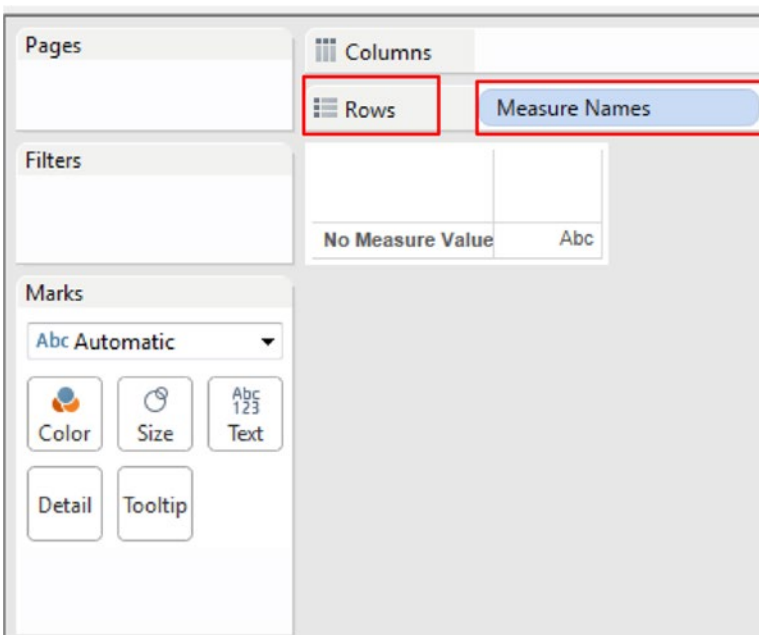 Pages
Columns
Rows
Measure Names
Filters
No Measure Value
Abc
Marks
Abc Automatic
Color
Size
Abc
123
Text
Detail
Tooltip